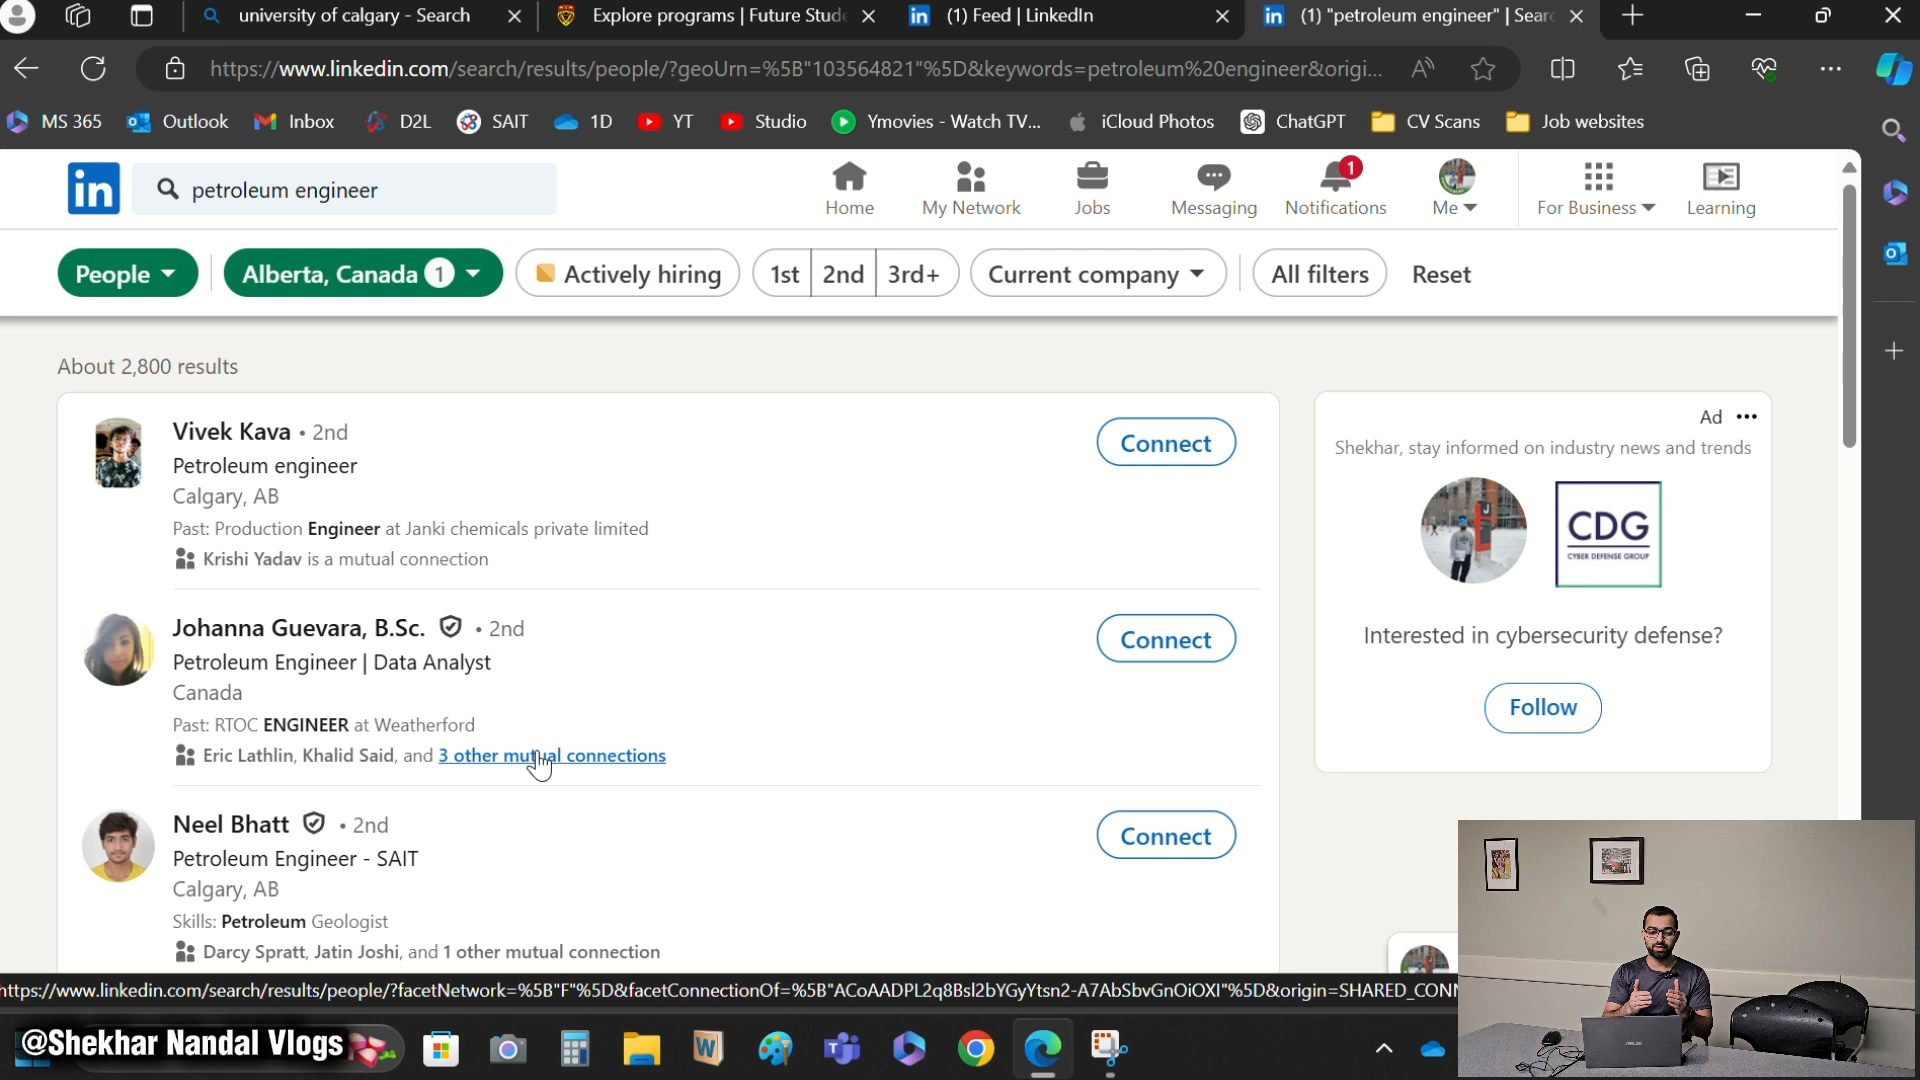 university of calgary - Search
Explore programs | Future Stude
(1) Feed | LinkedIn
(1) "petroleum engineer" | Searc
https://www.linkedin.com/search/results/people/?geoUrn=%5B"103564821"%5D&keywords=petroleum%20engineer&origi...
MS 365
Outlook
Inbox
D2L
SAIT
1D
YT
Studio
Ymovies - Watch TV...
iCloud Photos
ChatGPT
CV Scans
Job websites
in
petroleum engineer
Home
My Network
Jobs
Messaging
1
Notifications
Me
For Business
Learning
People
Alberta, Canada 1
Actively hiring
1st
2nd
3rd+
Current company
All filters
Reset
About 2,800 results
Vivek Kava • 2nd
Petroleum engineer
Calgary, AB
Past: Production Engineer at Janki chemicals private limited
Krishi Yadav is a mutual connection
Connect
Johanna Guevara, B.Sc. • 2nd
Petroleum Engineer | Data Analyst
Canada
Past: RTOC ENGINEER at Weatherford
Eric Lathlin, Khalid Said, and 3 other mutual connections
Connect
Neel Bhatt • 2nd
Petroleum Engineer - SAIT
Calgary, AB
Skills: Petroleum Geologist
Darcy Spratt, Jatin Joshi, and 1 other mutual connection
Connect
Ad
Shekhar, stay informed on industry news and trends
CDG
CYBER DEFENSE GROUP
Interested in cybersecurity defense?
Follow
https://www.linkedin.com/search/results/people/?facetNetwork=%5B"F"%5D&facetConnectionOf=%5B"ACoAADPL2q8Bsl2bYGyYtsn2-A7AbSbvGnOiOXI"%5D&origin=SHARED_CONN
@Shekhar Nandal Vlogs